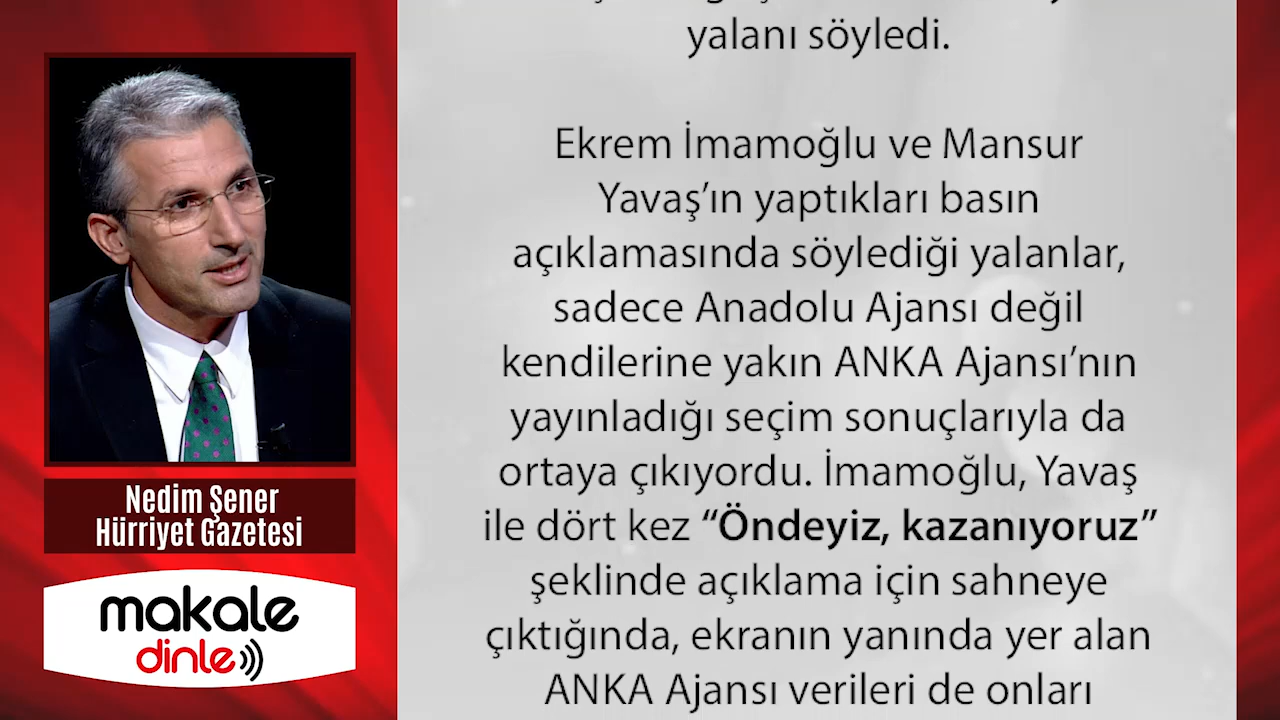 yalanı söyledi.
Ekrem İmamoğlu ve Mansur
Yavaş’ın yaptıkları basın
açıklamasında söylediği yalanlar,
sadece Anadolu Ajansı değil
kendilerine yakın ANKA Ajansı’nın
yayınladığı seçim sonuçlarıyla da
ortaya çıkıyordu. İmamoğlu, Yavaş
ile dört kez “Öndeyiz, kazanıyoruz”
şeklinde açıklama için sahneye
çıktığında, ekranın yanında yer alan
ANKA Ajansı verileri de onları
Nedim Şener
Hürriyet Gazetesi
makale
dinle